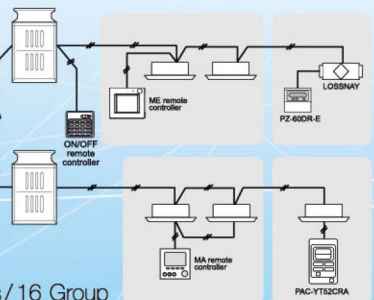 LOSSNAY
ME remote
controller
PZ-60DR-E
ON/OFF
remote
controller
MA remote
controller
PAC-YT52CRA
/16 Group